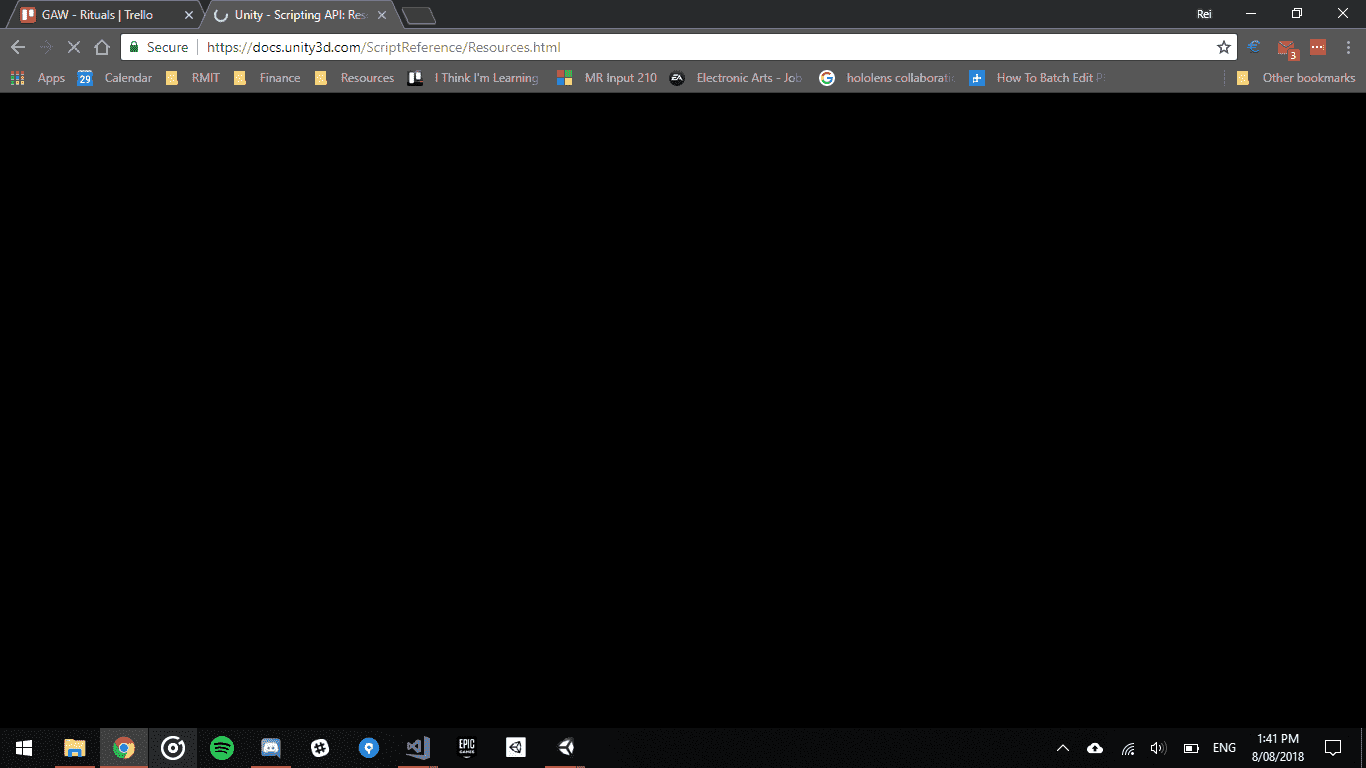 GAW - Rituals | Trello
Unity - Scripting API: Res
Rei
Secure
https://docs.unity3d.com/ScriptReference/Resources.html
3
Apps
29
Calendar
RMIT
Finance
Resources
I Think I'm Learning
MR Input 210
EA
Electronic Arts - Job
hololens collaborati
How To Batch Edit P
Other bookmarks
EPIC
GAMES
ENG
1:41 PM
8/08/2018